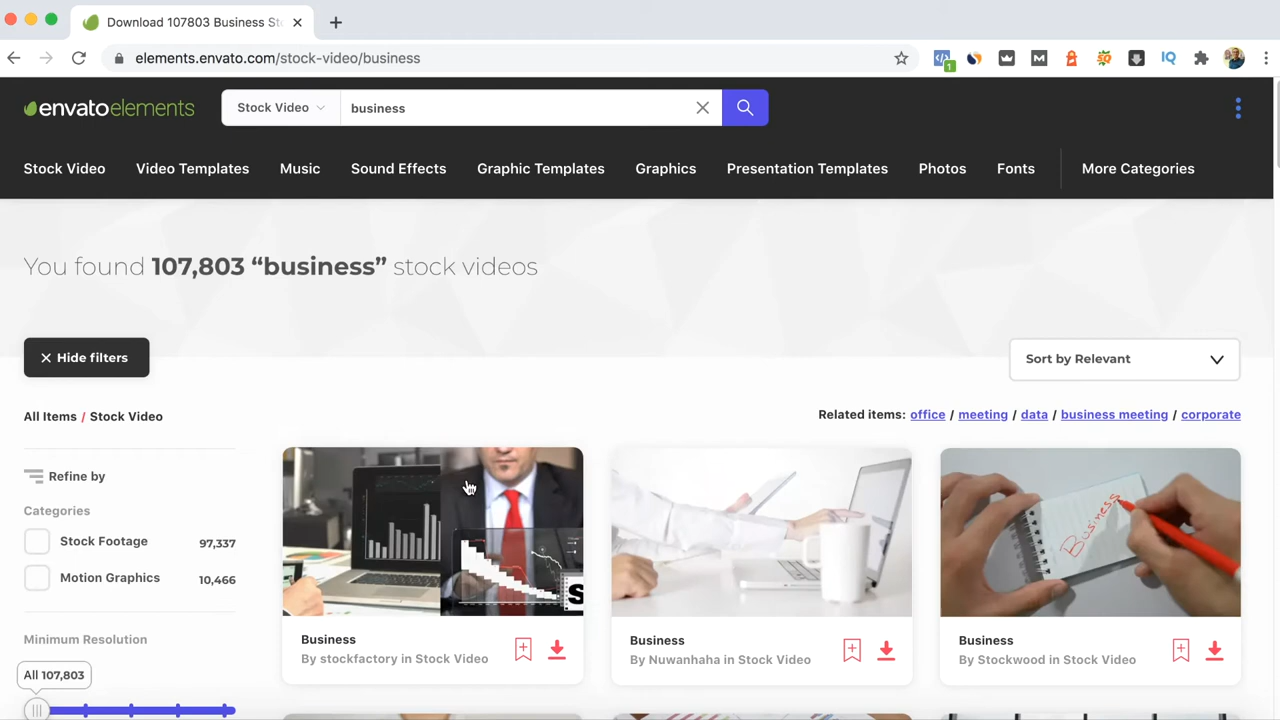 Download 107803 Business St
elements.envato.com/stock-video/business
1
envatoelements
Stock Video
business
Stock Video
Video Templates
Music
Sound Effects
Graphic Templates
Graphics
Presentation Templates
Photos
Fonts
More Categories
You found 107,803 “business” stock videos
Hide filters
Sort by Relevant
All Items / Stock Video
Related items: office / meeting / data / business meeting / corporate
Refine by
Categories
Stock Footage 97,337
Motion Graphics 10,466
Minimum Resolution
All 107,803
Business
Business
By stockfactory in Stock Video
Business
By Nuwanhaha in Stock Video
Business
By Stockwood in Stock Video